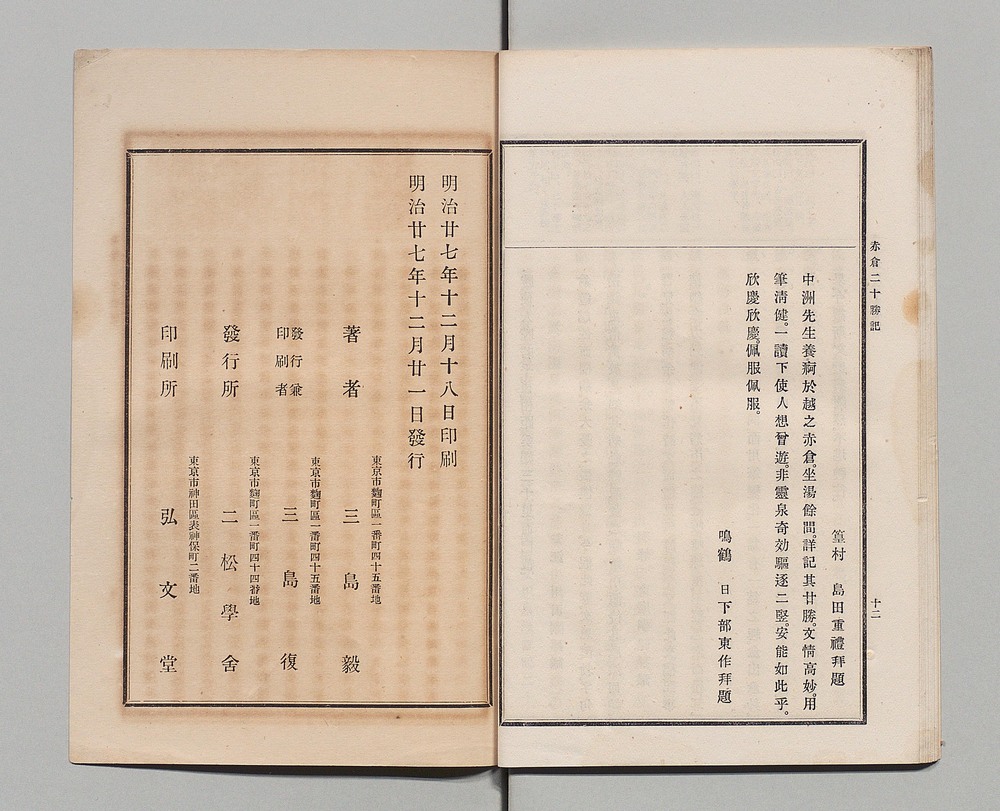 赤倉二十勝記
十二
篁村　島田重禮拜題
中洲先生養痾於越之赤倉。坐湯餘間。詳記其廿勝。文情高妙。用
筆淸健。一讀下使人想曾遊。非靈泉奇効驅逐二竪。安能如此乎。
欣慶欣慶。佩服佩服。
鳴鶴　日下部東作拜題
明治廿七年十二月十八日印刷
明治廿七年十二月廿一日發行
東京市麴町區一番町四十五番地
著者　三島毅
東京市麴町區一番町四十五番地
發行兼
印刷者　三島復
東京市麴町區一番町四十四番地
發行所　二松學舍
東京市神田區表神保町二番地
印刷所　弘文堂